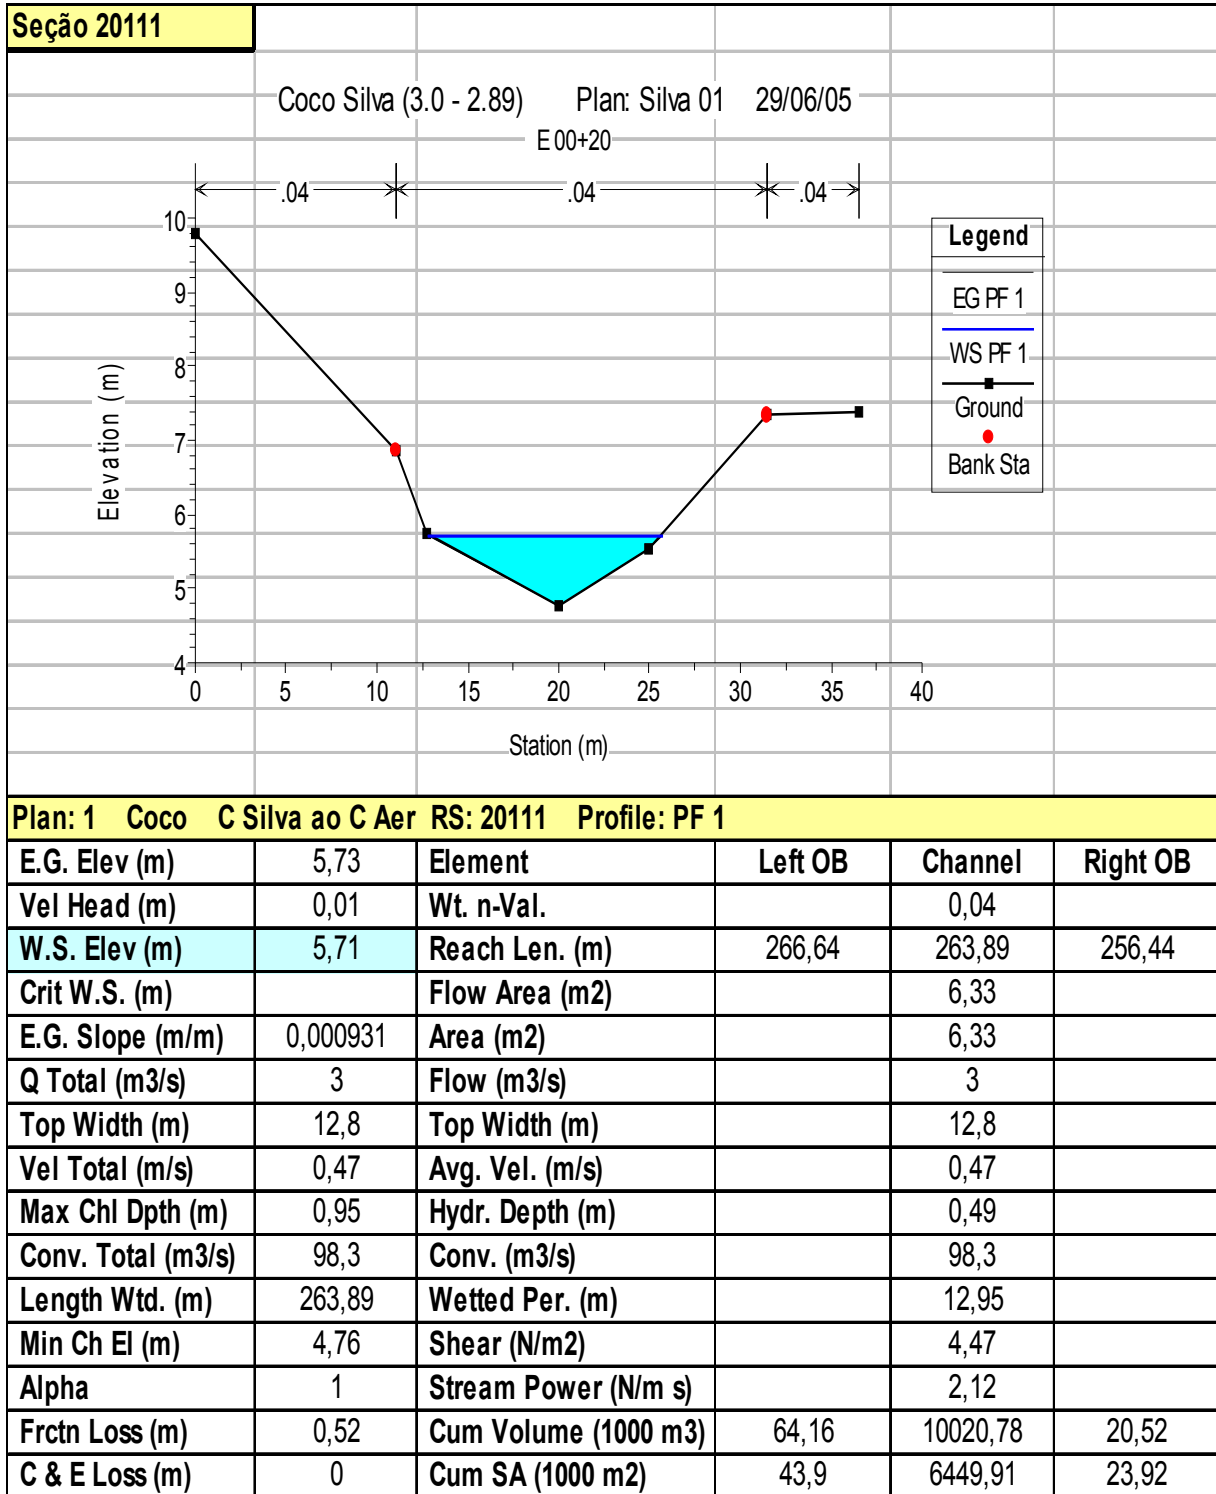 Seção 20111
Coco Silva (3.0 - 2.89) Plan: Silva 01 29/06/05
E 00+20
.04 .04 .04
10
9
8
7
6
5
4
Elevation (m)
0 5 10 15 20 25 30 35 40
Station (m)
Legend
EG PF 1
WS PF 1
Ground
Bank Sta
Plan: 1 Coco C Silva ao C Aer RS: 20111 Profile: PF 1
E.G. Elev (m) 5,73 Element Left OB Channel Right OB
Vel Head (m) 0,01 Wt. n-Val. 0,04
W.S. Elev (m) 5,71 Reach Len. (m) 266,64 263,89 256,44
Crit W.S. (m) Flow Area (m2) 6,33
E.G. Slope (m/m) 0,000931 Area (m2) 6,33
Q Total (m3/s) 3 Flow (m3/s) 3
Top Width (m) 12,8 Top Width (m) 12,8
Vel Total (m/s) 0,47 Avg. Vel. (m/s) 0,47
Max Chl Dpth (m) 0,95 Hydr. Depth (m) 0,49
Conv. Total (m3/s) 98,3 Conv. (m3/s) 98,3
Length Wtd. (m) 263,89 Wetted Per. (m) 12,95
Min Ch El (m) 4,76 Shear (N/m2) 4,47
Alpha 1 Stream Power (N/m s) 2,12
Frctn Loss (m) 0,52 Cum Volume (1000 m3) 64,16 10020,78 20,52
C & E Loss (m) 0 Cum SA (1000 m2) 43,9 6449,91 23,92